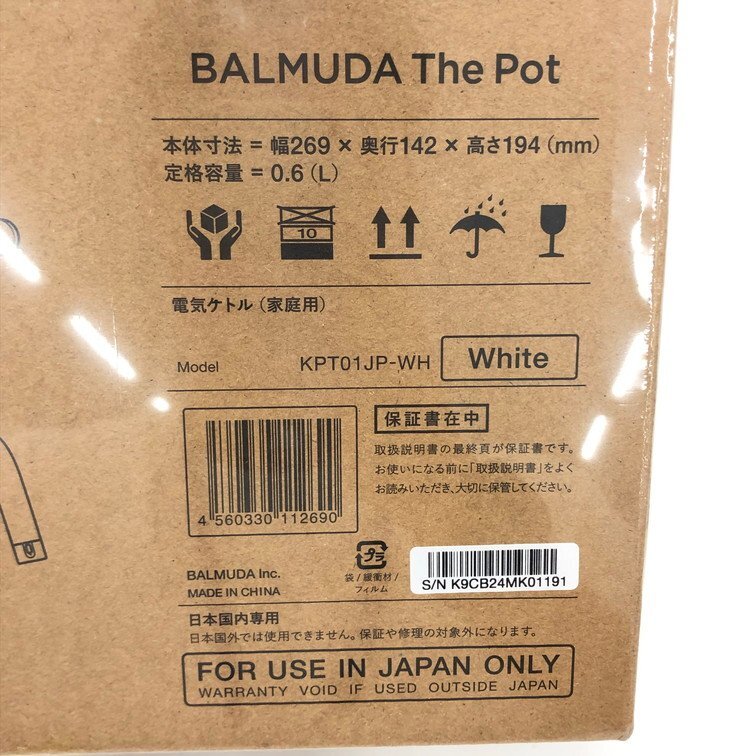 BALMUDA The Pot
本体寸法 = 幅269 × 奥行142 × 高さ194 (mm)
定格容量 = 0.6 (L)
10
電気ケトル (家庭用)
Model KPT01JP-WH White
保証書在中
取扱説明書の最終頁が保証書です。
お使いになる前に「取扱説明書」をよく
お読みいただき、大切に保管してください。
4 560330 112690
プラ
袋/緩衝材/
フィルム
S/N K9CB24MK01191
BALMUDA Inc.
MADE IN CHINA
日本国内専用
日本国外では使用できません。保証や修理の対象外になります。
FOR USE IN JAPAN ONLY
WARRANTY VOID IF USED OUTSIDE JAPAN